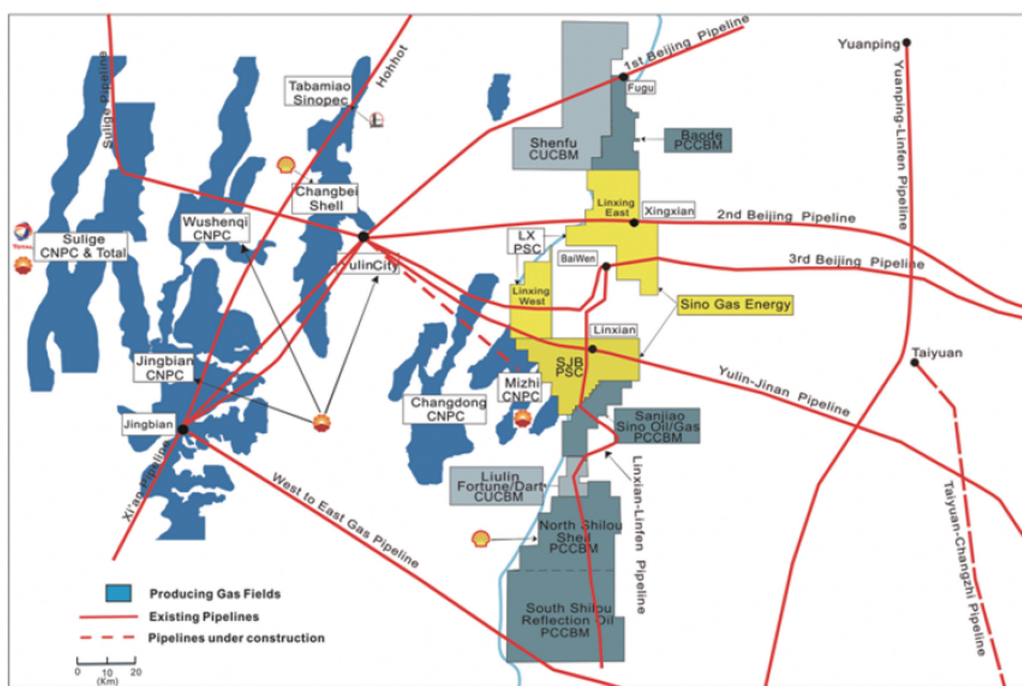 Sulige Pipeline
Hohhot
1st Beijing Pipeline
Yuanping
Fugu
Tabamiao
Sinopec
Shenfu
CUCBM
Baode
PCCBM
Yuanping-Linfen Pipeline
Changbei
Shell
Linxing
East
Xingxian
2nd Beijing Pipeline
Wushenqi
CNPC
LX
PSC
TOTAL
Sulige
CNPC & Total
YulinCity
BaiWen
3rd Beijing Pipeline
Linxing
West
Sino Gas Energy
Linxian
Jingbian
CNPC
SJB
PSC
Taiyuan
Mizhi
CNPC
Yulin-Jinan Pipeline
Changdong
CNPC
Jingbian
Sanjiao
Sino Oil/Gas
PCCBM
Xi'ao Pipeline
West to East Gas Pipeline
Liulin
Fortune/Dart
CUCBM
Linxian-Linfen Pipeline
Taiyuan-Changzhi Pipeline
North Shilou
Shell
PCCBM
South Shilou
Reflection Oil
PCCBM
Producing Gas Fields
Existing Pipelines
Pipelines under construction
0 10 20
(Km)